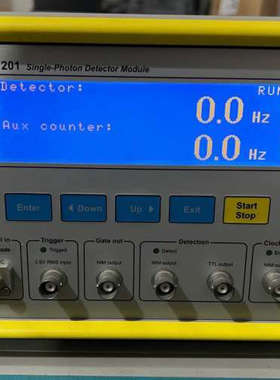 201 Single-Photon Detector Module
Detector: RUN
0.0 Hz
Aux counter:
0.0 Hz
Enter Down Up Exit Start
Stop
Trigger Gate out Detection Clock
Triggered Detect
NIM output NIM output TTL output